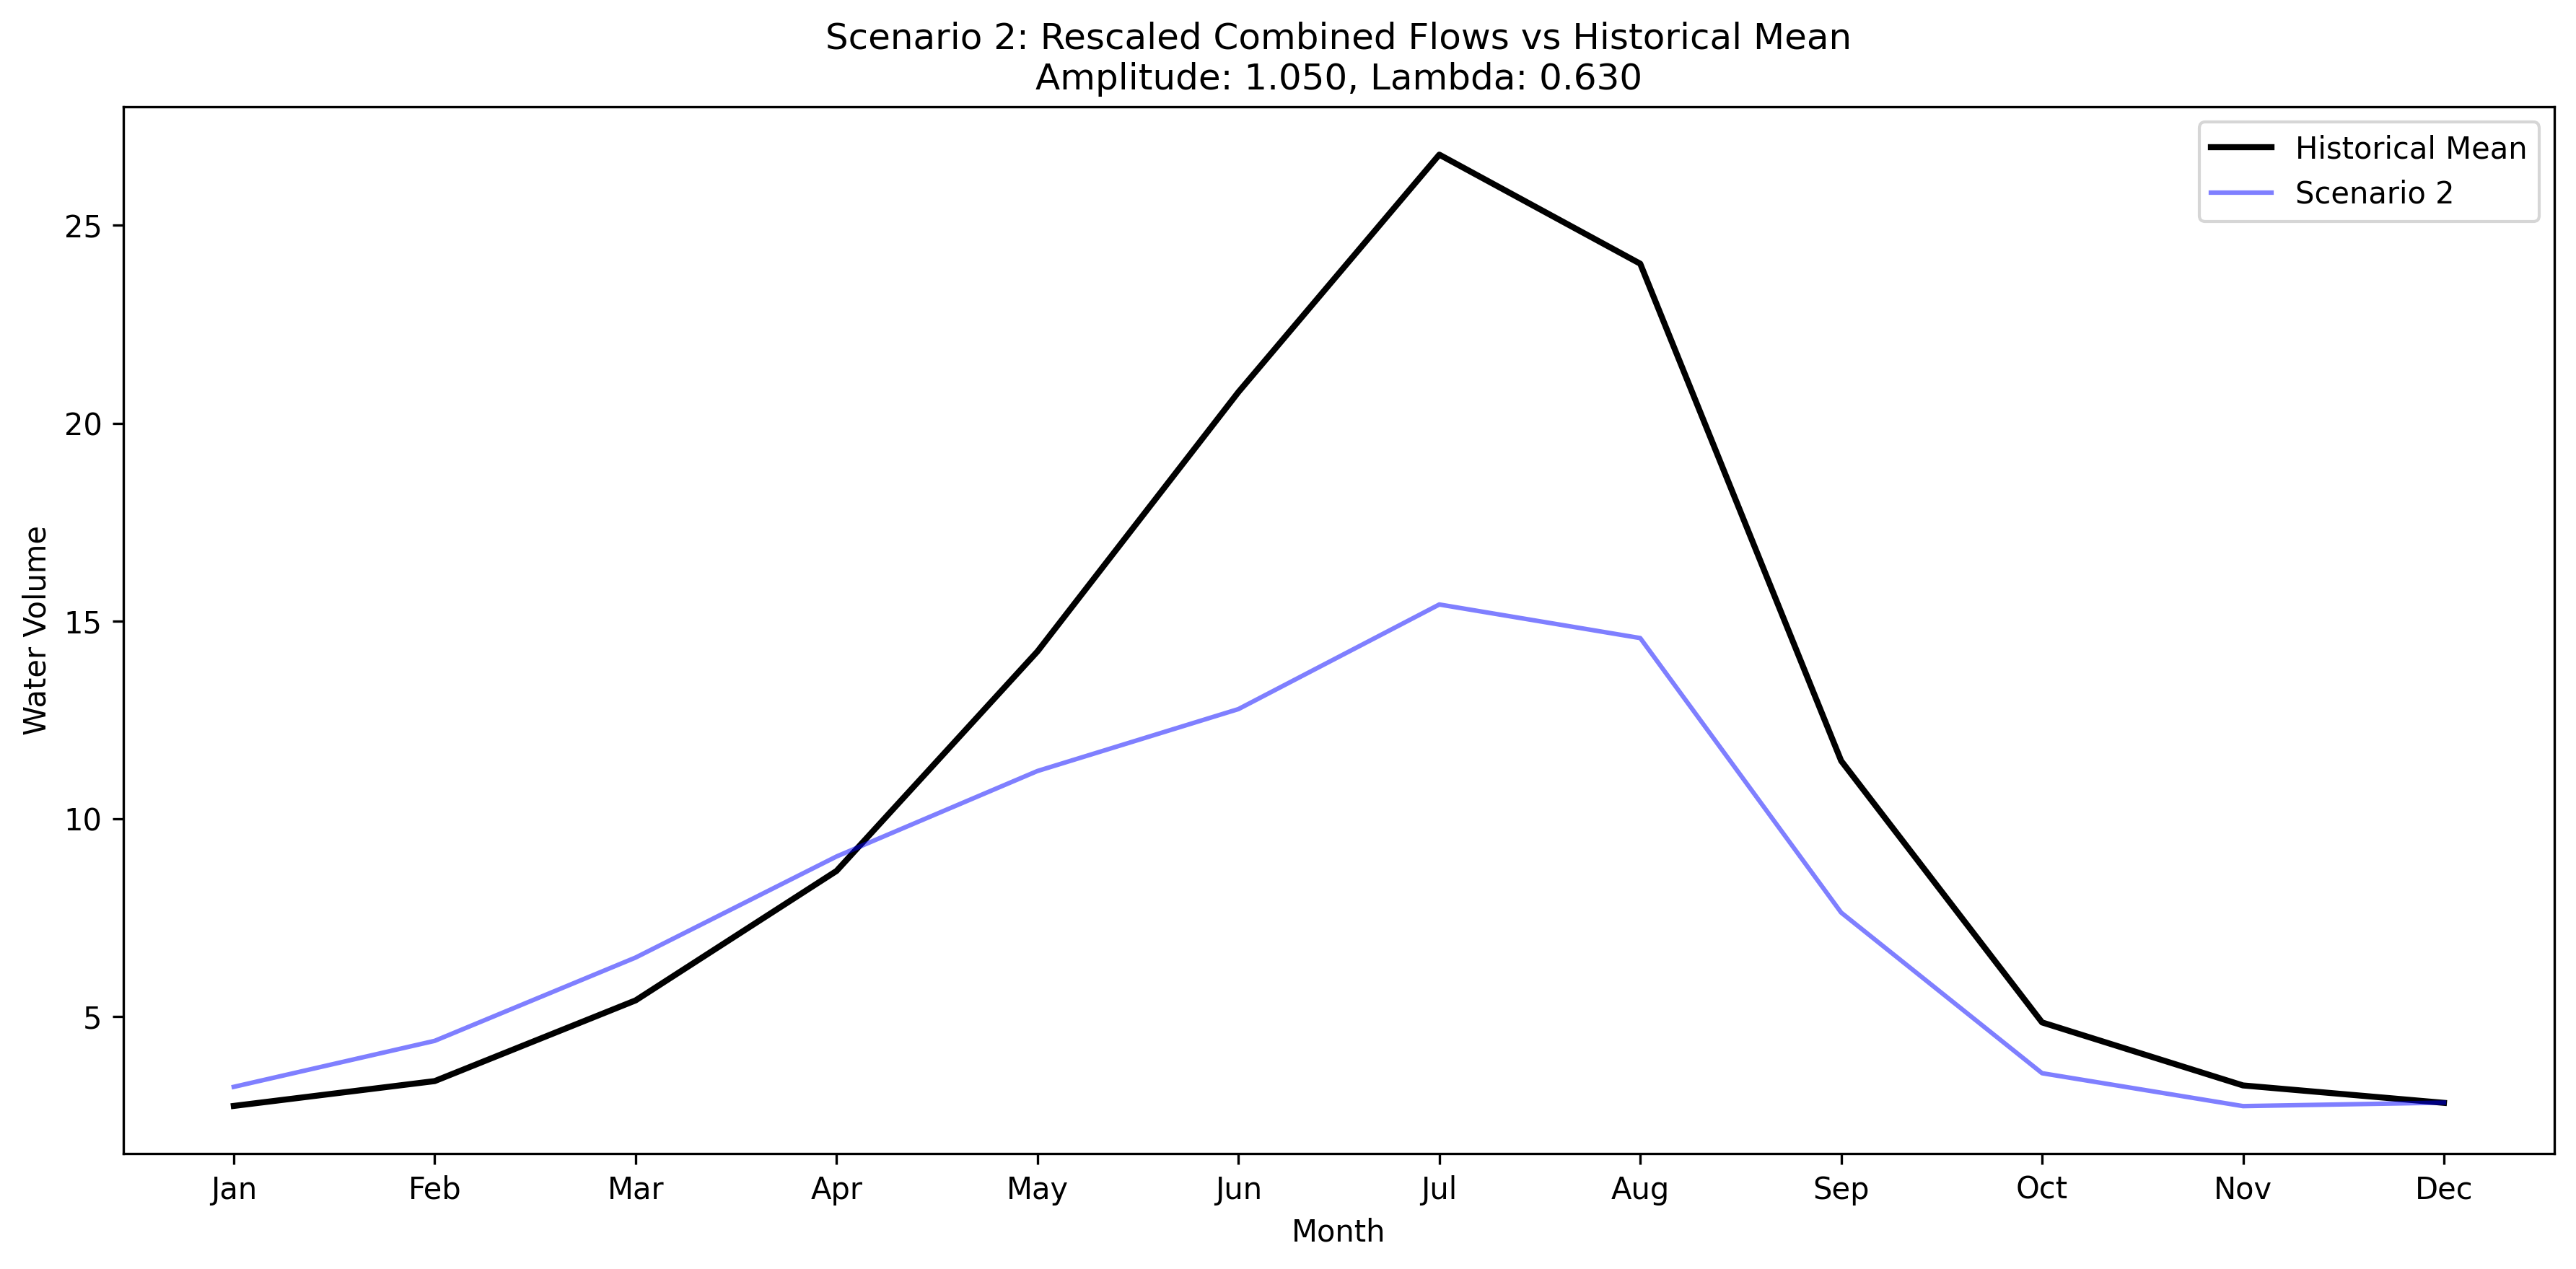 Scenario 2: Rescaled Combined Flows vs Historical Mean
Amplitude: 1.050, Lambda: 0.630
Historical Mean
Scenario 2
25
20
15
10
5
Water Volume
Jan Feb Mar Apr May Jun Jul Aug Sep Oct Nov Dec
Month